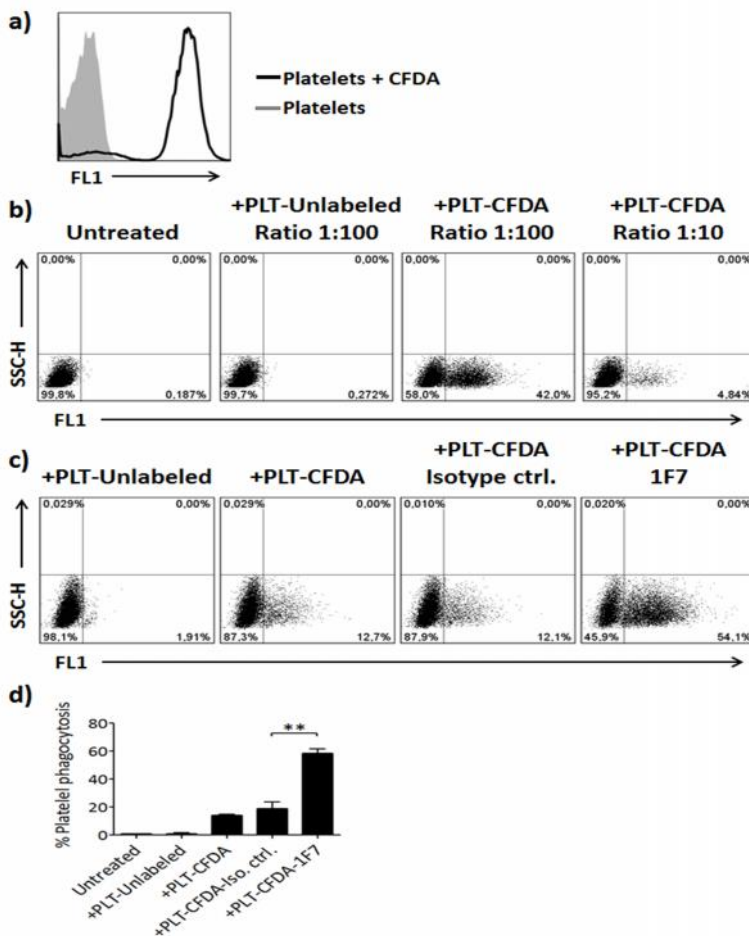 a)
Platelets + CFDA
Platelets
FL1
b)
Untreated
+PLT-Unlabeled
Ratio 1:100
+PLT-CFDA
Ratio 1:100
+PLT-CFDA
Ratio 1:10
SSC-H
0,00% 0,00%
99,8% 0,187%
0,00% 0,00%
99,7% 0,272%
0,00% 0,00%
58,0% 42,0%
0,00% 0,00%
95,2% 4,84%
FL1
c)
+PLT-Unlabeled
+PLT-CFDA
+PLT-CFDA
Isotype ctrl.
+PLT-CFDA
1F7
SSC-H
0,029% 0,00%
98,1% 1,91%
0,029% 0,00%
87,3% 12,7%
0,010% 0,00%
87,9% 12,1%
0,020% 0,00%
45,9% 54,1%
FL1
d)
% Platelel phagocytosis
80
60
40
20
0
**
Untreated
+PLT-Unlabeled
+PLT-CFDA
+PLT-CFDA-Iso. ctrl.
+PLT-CFDA-1F7